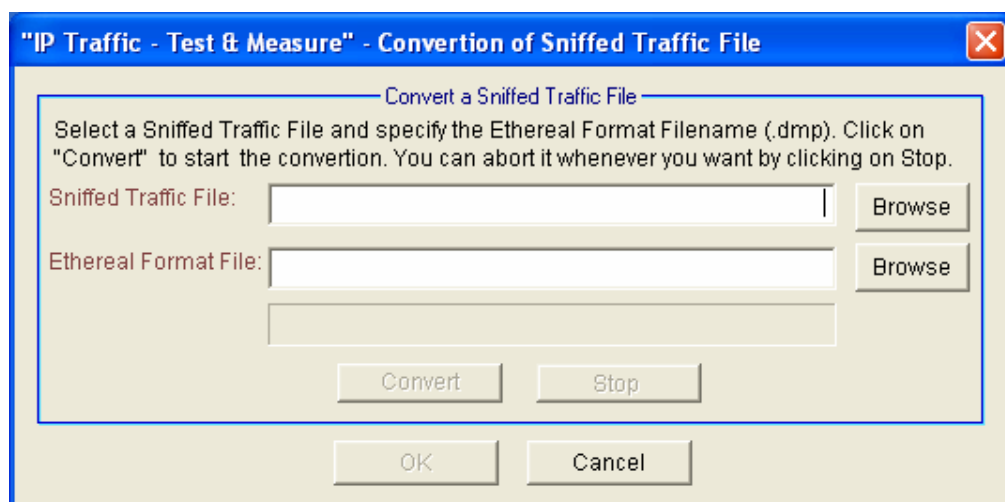 "IP Traffic - Test & Measure" - Convertion of Sniffed Traffic File
Convert a Sniffed Traffic File
Select a Sniffed Traffic File and specify the Ethereal Format Filename (.dmp). Click on
"Convert" to start the convertion. You can abort it whenever you want by clicking on Stop.
Sniffed Traffic File:
Browse
Ethereal Format File:
Browse
Convert
Stop
OK
Cancel